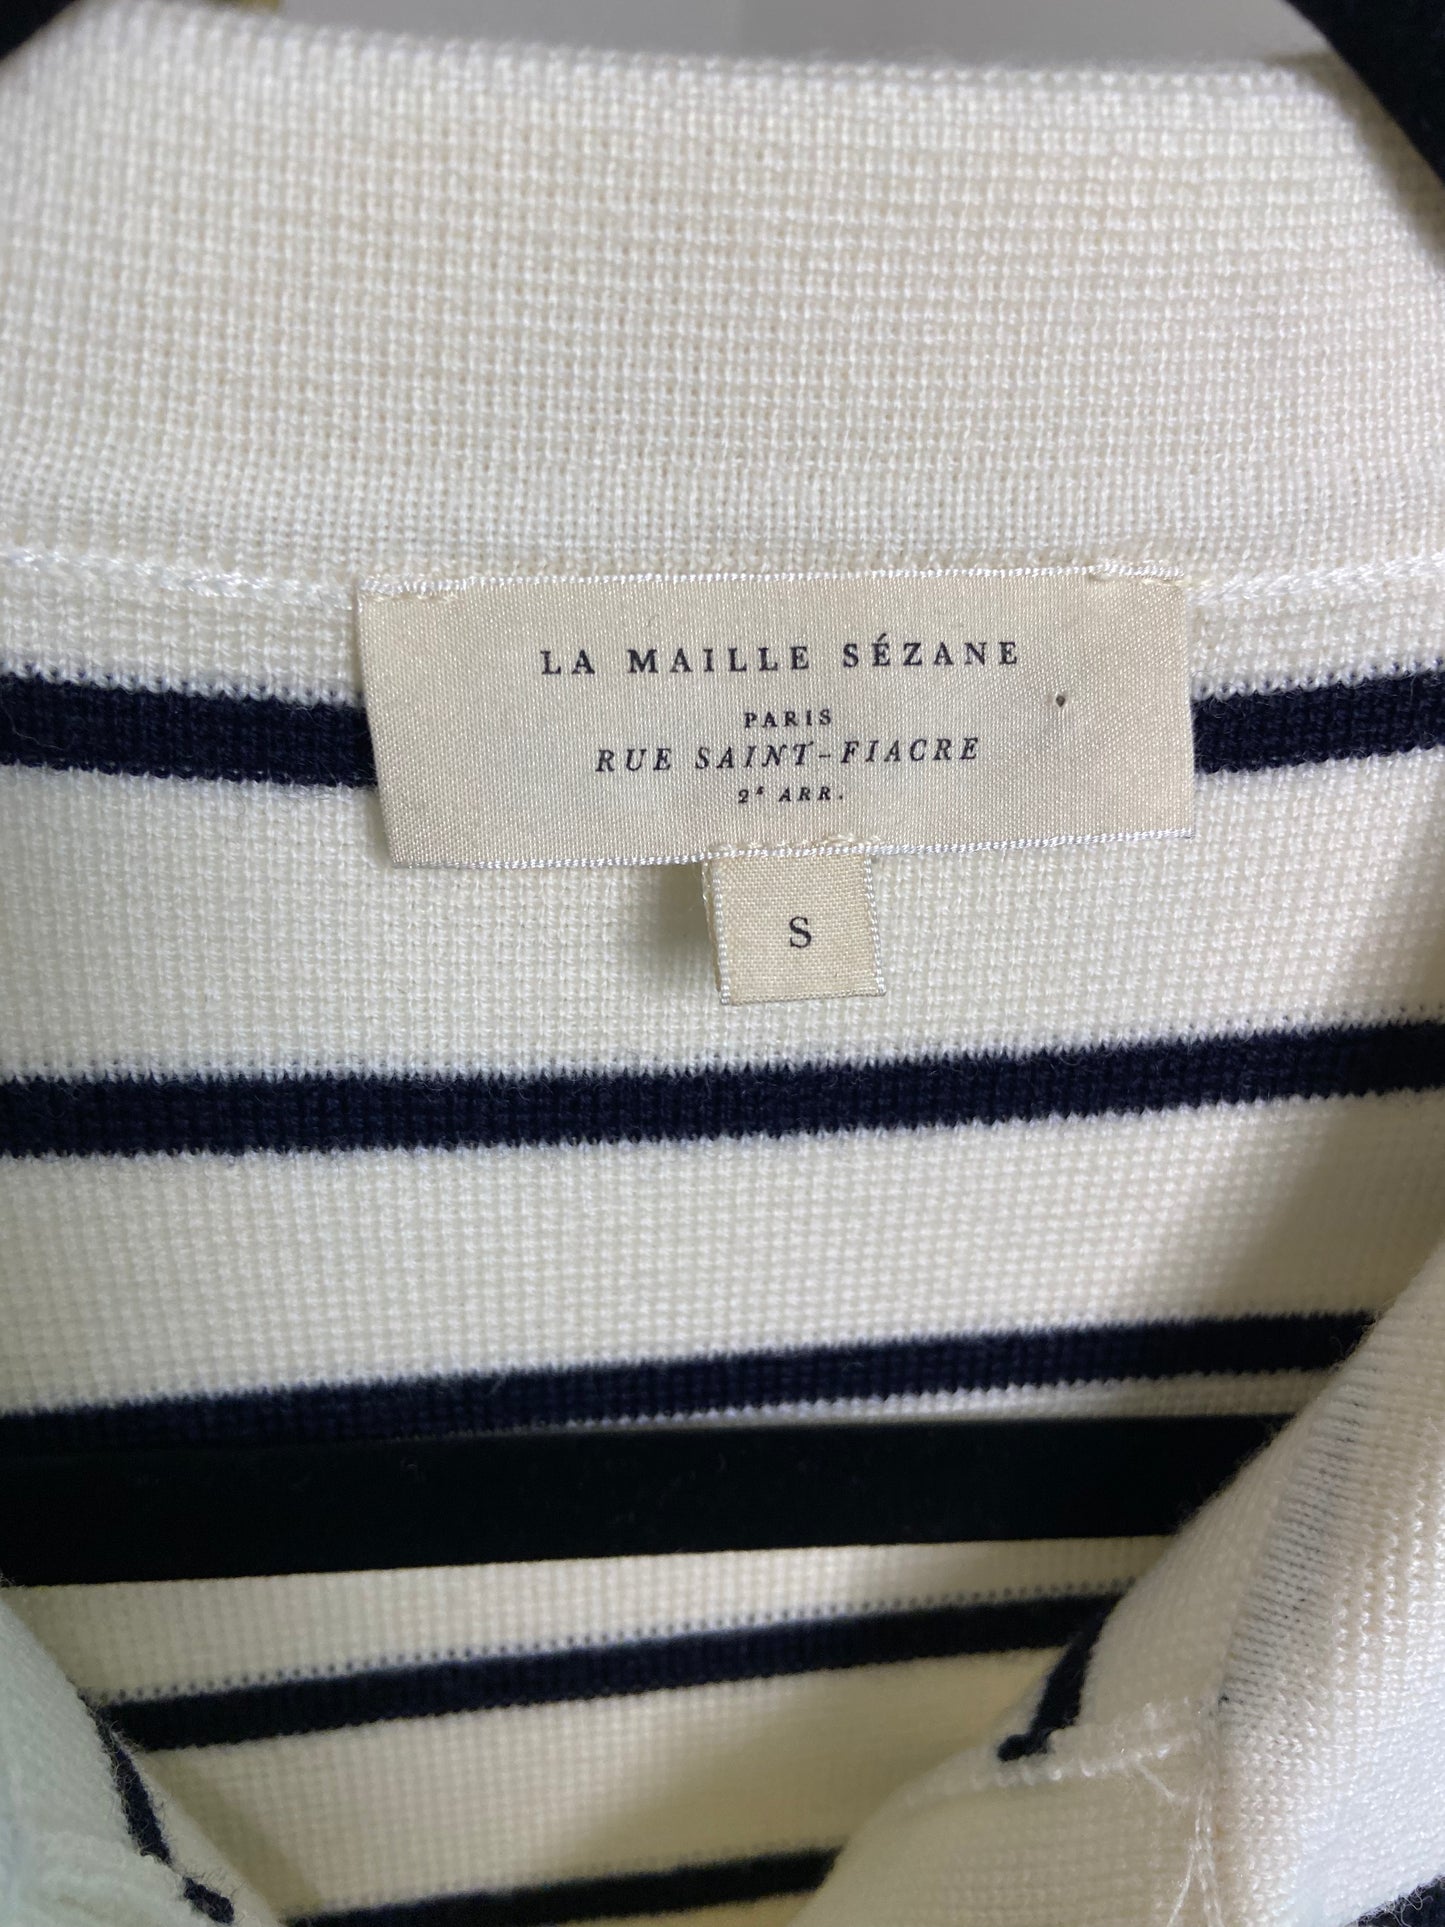 LA MAILLE SÉZANE
PARIS
RUE SAINT-FIACRE
2e ARR.
S